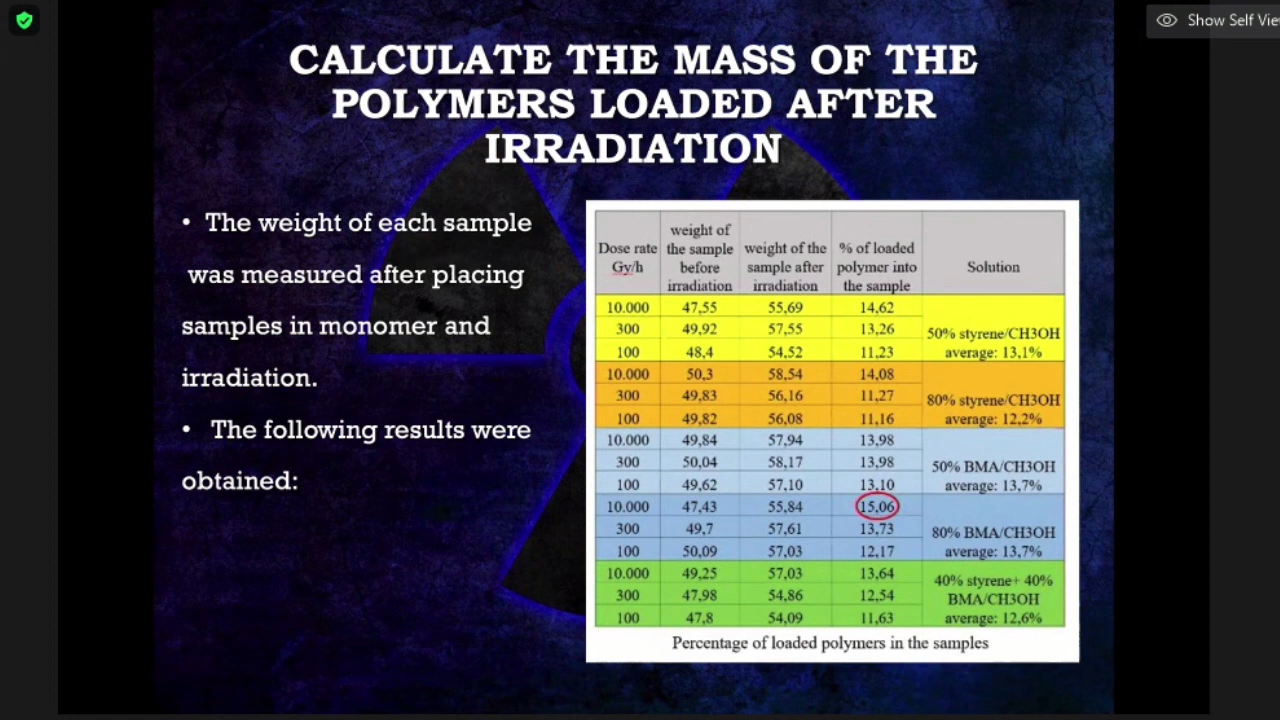 Show Self Vie
CALCULATE THE MASS OF THE
POLYMERS LOADED AFTER
IRRADIATION
• The weight of each sample
was measured after placing
samples in monomer and
irradiation.
• The following results were
obtained:
Dose rate Gy/h | weight of the sample before irradiation | weight of the sample after irradiation | % of loaded polymer into the sample | Solution
10.000 47,55 55,69 14,62
300 49,92 57,55 13,26 50% styrene/CH3OH
100 48,4 54,52 11,23 average: 13,1%
10.000 50,3 58,54 14,08
300 49,83 56,16 11,27 80% styrene/CH3OH
100 49,82 56,08 11,16 average: 12,2%
10.000 49,84 57,94 13,98
300 50,04 58,17 13,98 50% BMA/CH3OH
100 49,62 57,10 13,10 average: 13,7%
10.000 47,43 55,84 15,06
300 49,7 57,61 13,73 80% BMA/CH3OH
100 50,09 57,03 12,17 average: 13,7%
10.000 49,25 57,03 13,64 40% styrene+ 40%
300 47,98 54,86 12,54 BMA/CH3OH
100 47,8 54,09 11,63 average: 12,6%
Percentage of loaded polymers in the samples